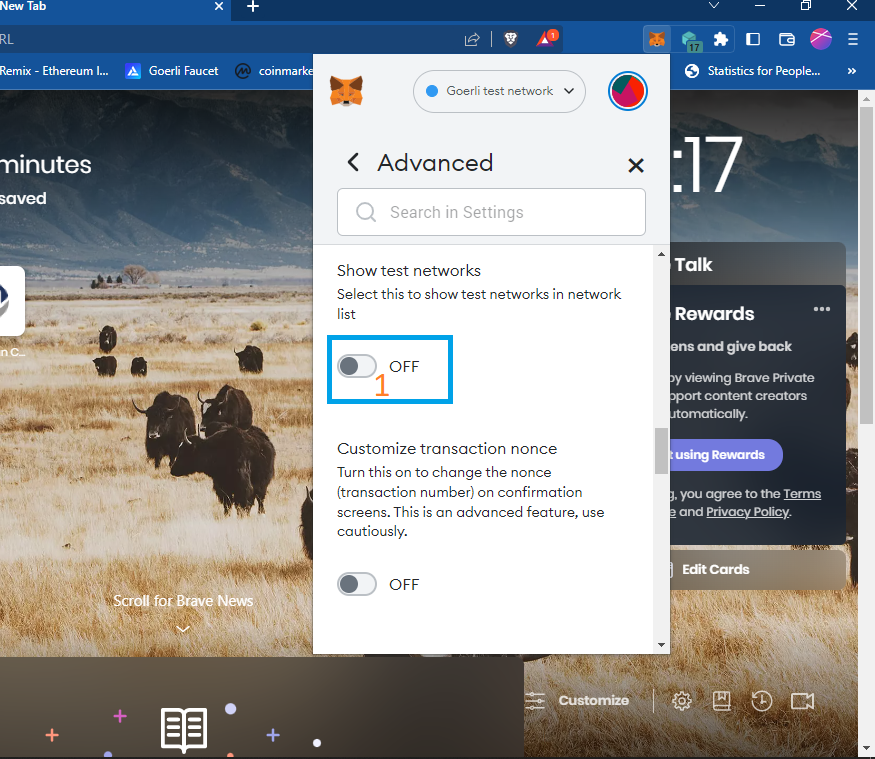 New Tab
RL
1
17
Remix - Ethereum I...
Goerli Faucet
coinmarke
Statistics for People...
»
Goerli test network
Advanced
Search in Settings
Show test networks
Select this to show test networks in network
list
OFF
1
Customize transaction nonce
Turn this on to change the nonce
(transaction number) on confirmation
screens. This is an advanced feature, use
cautiously.
OFF
minutes
saved
n C...
Scroll for Brave News
:17
Talk
Rewards
ens and give back
by viewing Brave Private
pport content creators
utomatically.
using Rewards
g, you agree to the Terms
e and Privacy Policy.
Edit Cards
Customize